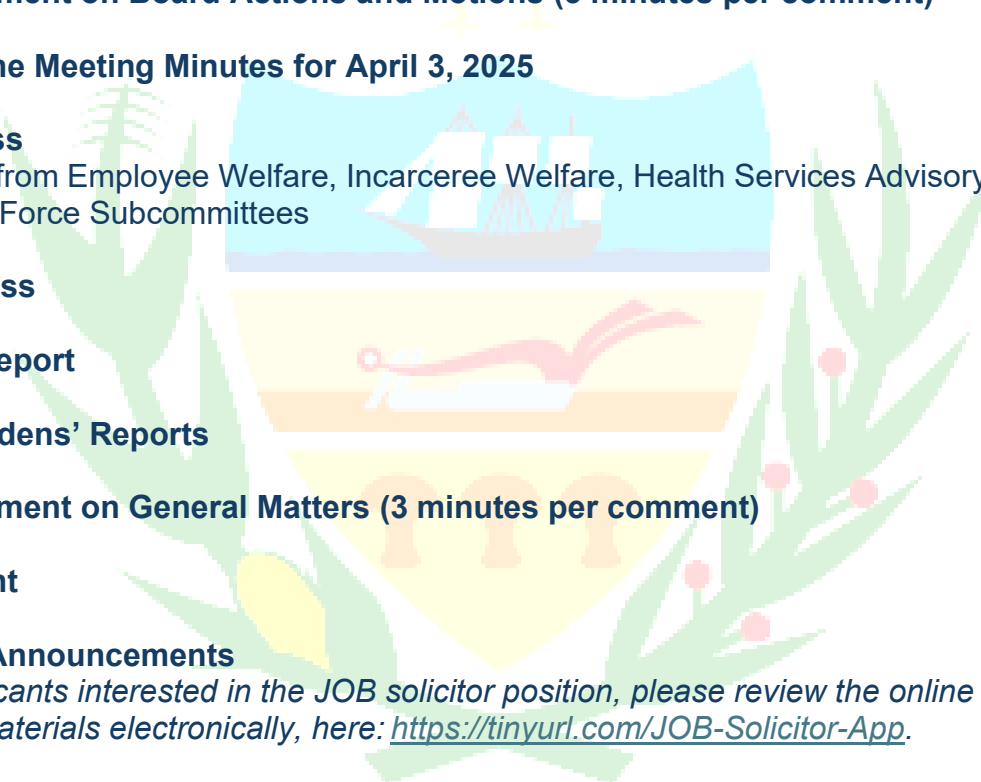 ment on Board Actions and Motions (3 minutes per comment)
ne Meeting Minutes for April 3, 2025
ss
from Employee Welfare, Incarceree Welfare, Health Services Advisory
Force Subcommittees
ss
eport
dens’ Reports
ment on General Matters (3 minutes per comment)
nt
Announcements
cants interested in the JOB solicitor position, please review the online
aterials electronically, here: https://tinyurl.com/JOB-Solicitor-App.